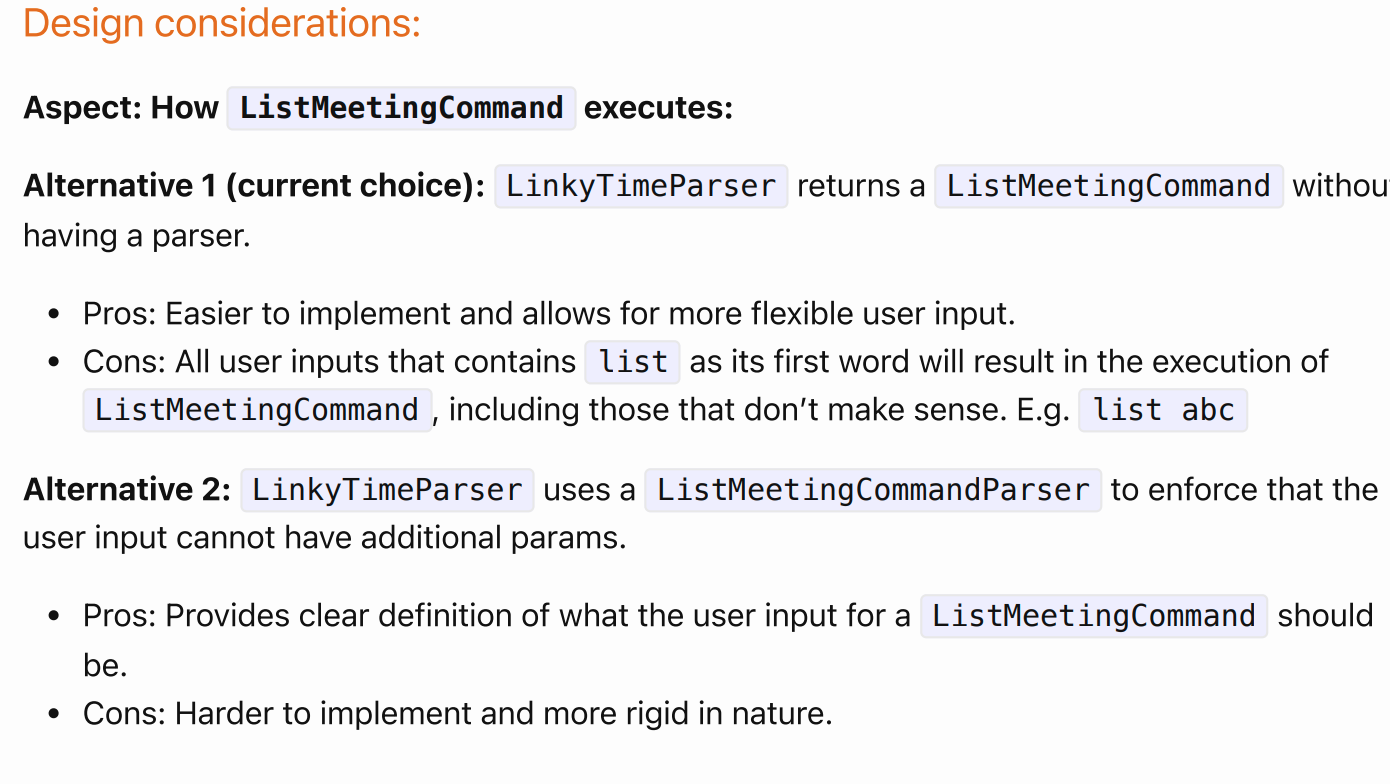 Design considerations:
Aspect: How ListMeetingCommand executes:
Alternative 1 (current choice): LinkyTimeParser returns a ListMeetingCommand withou
having a parser.
• Pros: Easier to implement and allows for more flexible user input.
• Cons: All user inputs that contains list as its first word will result in the execution of
ListMeetingCommand, including those that don’t make sense. E.g. list abc
Alternative 2: LinkyTimeParser uses a ListMeetingCommandParser to enforce that the
user input cannot have additional params.
• Pros: Provides clear definition of what the user input for a ListMeetingCommand should
be.
• Cons: Harder to implement and more rigid in nature.